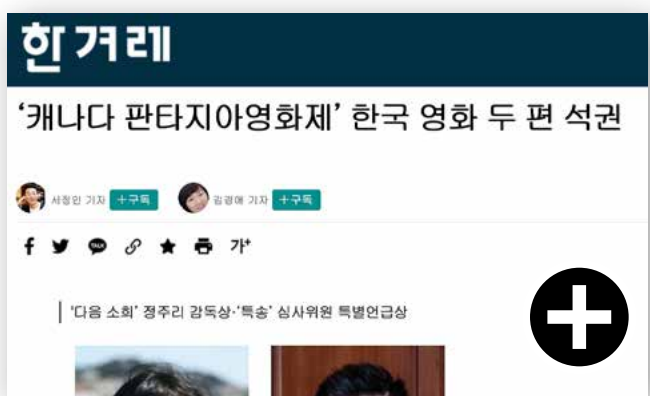 한겨레
‘캐나다 판타지아영화제’ 한국 영화 두 편 석권
서정민 기자 +구독 김경애 기자 +구독
TALK 가+
'다음 소희' 정주리 감독상·‘특송’ 심사위원 특별언급상